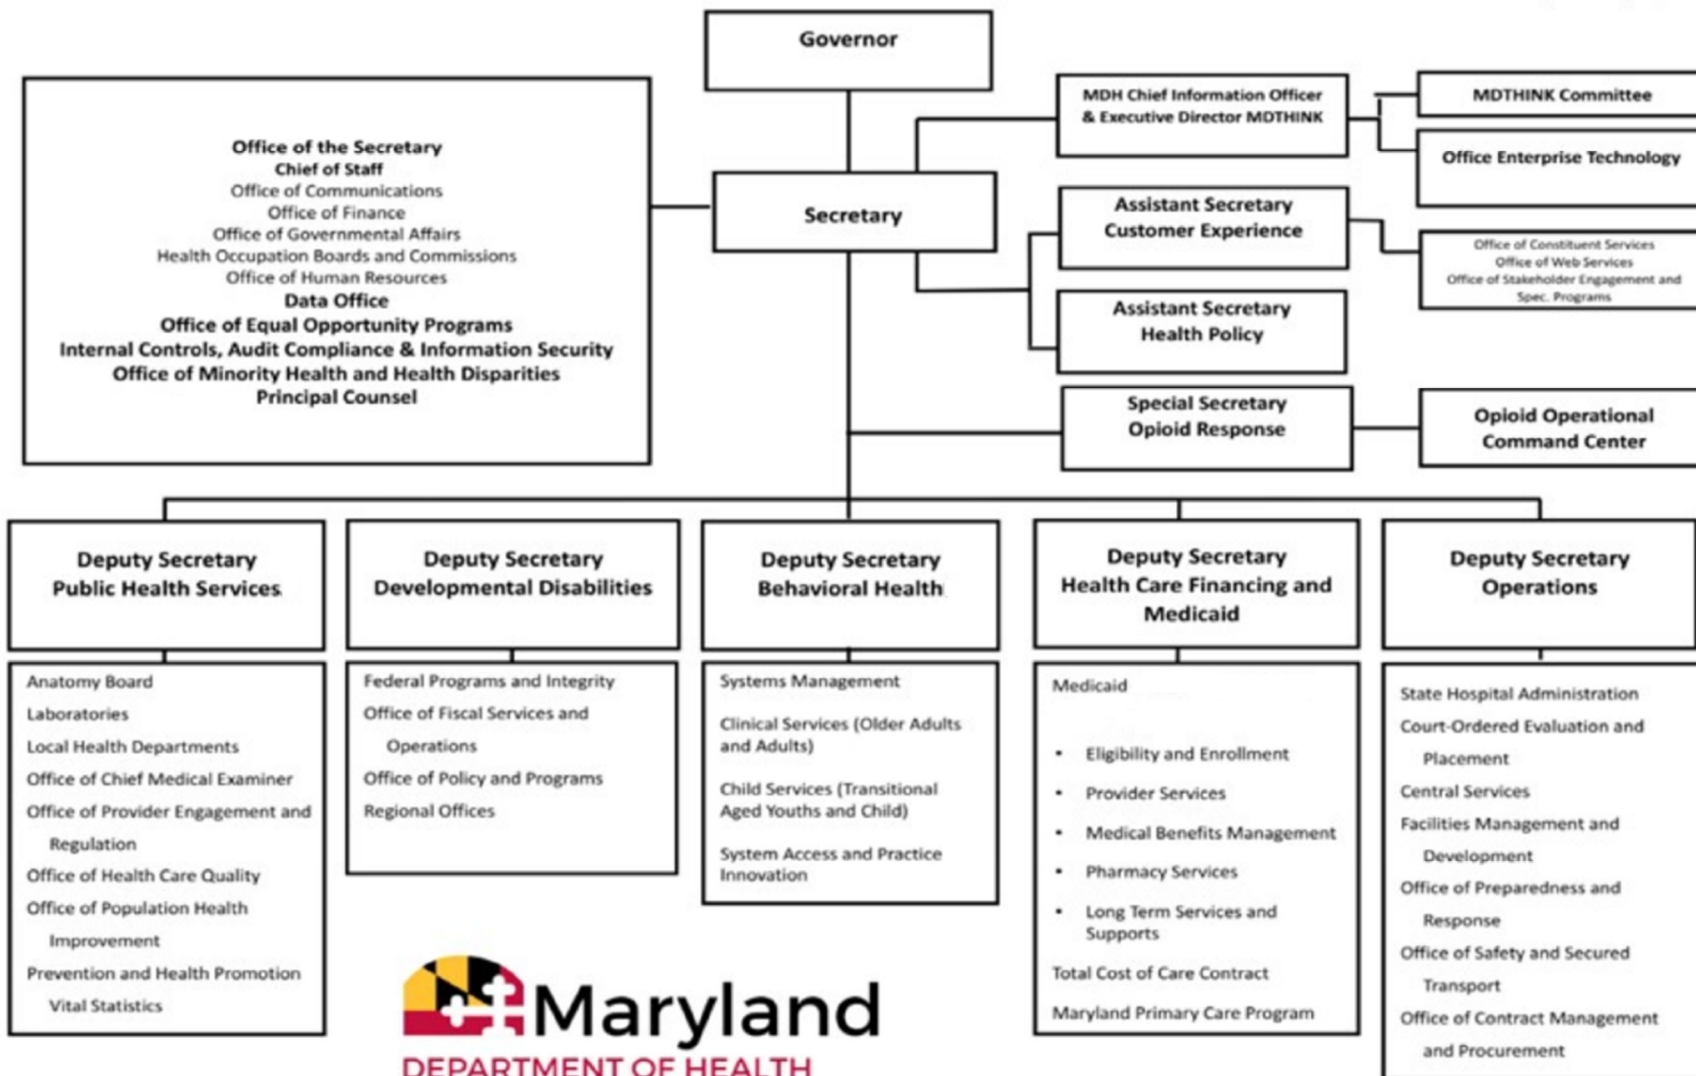 Governor
Office of the Secretary
Chief of Staff
Office of Communications
Office of Finance
Office of Governmental Affairs
Health Occupation Boards and Commissions
Office of Human Resources
Data Office
Office of Equal Opportunity Programs
Internal Controls, Audit Compliance & Information Security
Office of Minority Health and Health Disparities
Principal Counsel
Secretary
MDH Chief Information Officer
& Executive Director MDTHINK
MDTHINK Committee
Office Enterprise Technology
Assistant Secretary
Customer Experience
Office of Constituent Services
Office of Web Services
Office of Stakeholder Engagement and
Spec. Programs
Assistant Secretary
Health Policy
Special Secretary
Opioid Response
Opioid Operational
Command Center
Deputy Secretary
Public Health Services
Anatomy Board
Laboratories
Local Health Departments
Office of Chief Medical Examiner
Office of Provider Engagement and
Regulation
Office of Health Care Quality
Office of Population Health
Improvement
Prevention and Health Promotion
Vital Statistics
Deputy Secretary
Developmental Disabilities
Federal Programs and Integrity
Office of Fiscal Services and
Operations
Office of Policy and Programs
Regional Offices
Deputy Secretary
Behavioral Health
Systems Management
Clinical Services (Older Adults
and Adults)
Child Services (Transitional
Aged Youths and Child)
System Access and Practice
Innovation
Deputy Secretary
Health Care Financing and
Medicaid
Medicaid
• Eligibility and Enrollment
• Provider Services
• Medical Benefits Management
• Pharmacy Services
• Long Term Services and
Supports
Total Cost of Care Contract
Maryland Primary Care Program
Deputy Secretary
Operations
State Hospital Administration
Court-Ordered Evaluation and
Placement
Central Services
Facilities Management and
Development
Office of Preparedness and
Response
Office of Safety and Secured
Transport
Office of Contract Management
and Procurement
Maryland
DEPARTMENT OF HEALTH